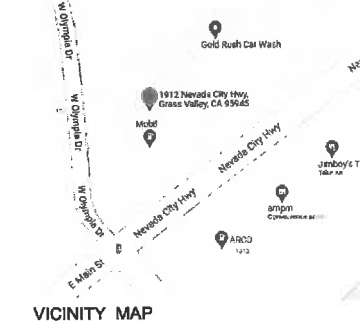 W Olympia Dr
Gold Rush Car Wash
W Olympia Dr
1912 Nevada City Hwy,
Grass Valley, CA 95945
Mobil
Nevada City Hwy
Jimboy's T
W Olympia Dr
ampm
Nevada City Hwy
ARCO
E Main St
VICINITY MAP